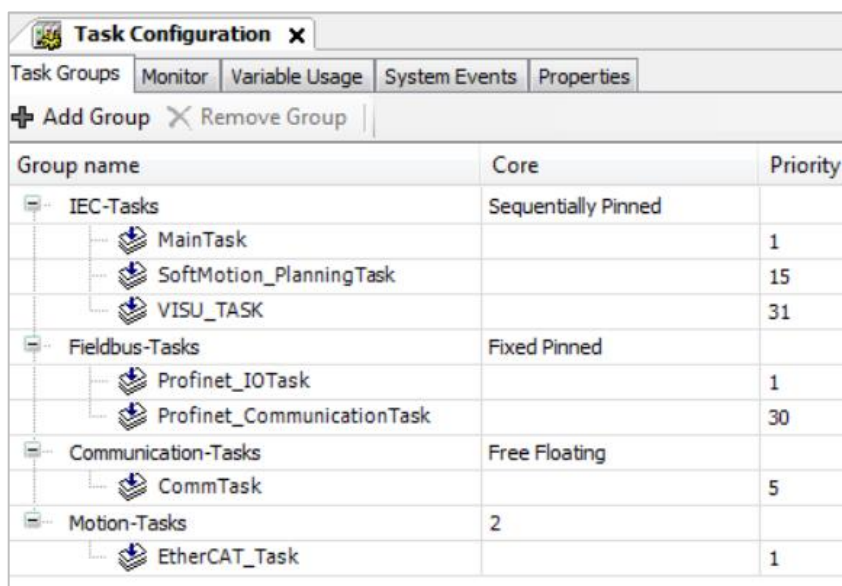 Task Configuration x
Task Groups Monitor Variable Usage System Events Properties
Add Group Remove Group
Group name Core Priority
IEC-Tasks Sequentially Pinned
MainTask 1
SoftMotion_PlanningTask 15
VISU_TASK 31
Fieldbus-Tasks Fixed Pinned
Profinet_IOTask 1
Profinet_CommunicationTask 30
Communication-Tasks Free Floating
CommTask 5
Motion-Tasks 2
EtherCAT_Task 1